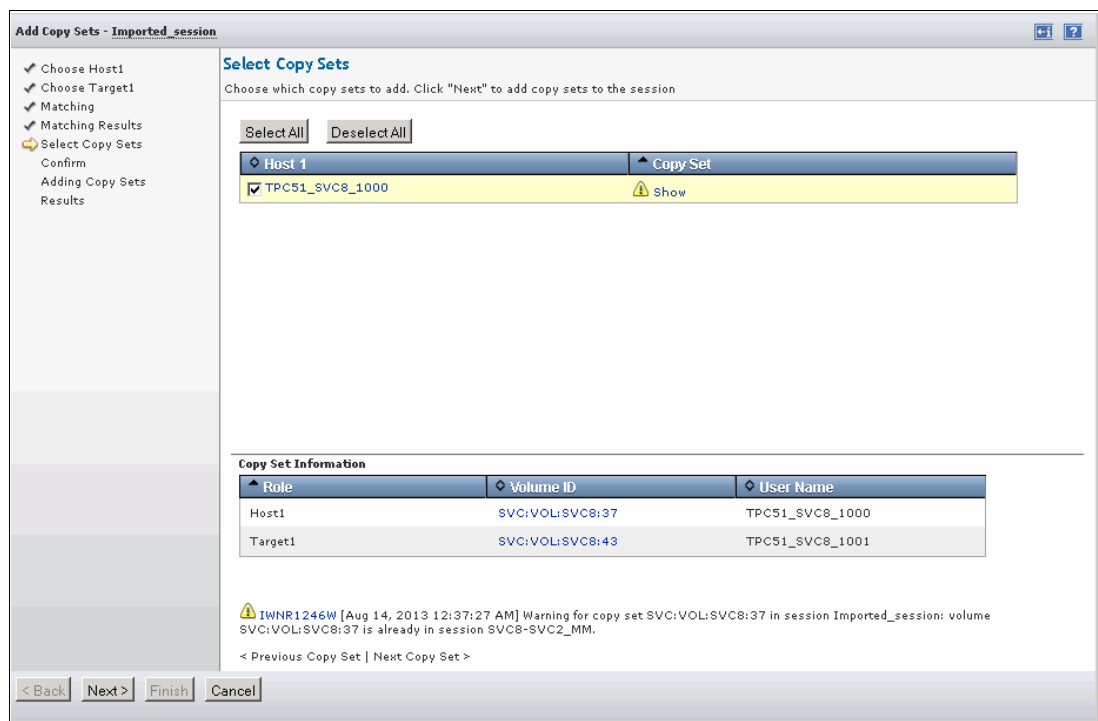 Add Copy Sets - Imported_session
Choose Host1
Choose Target1
Matching
Matching Results
Select Copy Sets
Confirm
Adding Copy Sets
Results
Select Copy Sets
Choose which copy sets to add. Click "Next" to add copy sets to the session
Select All Deselect All
Host 1 Copy Set
TPC51_SVC8_1000 Show
Copy Set Information
Role Volume ID User Name
Host1 SVC:VOL:SVC8:37 TPC51_SVC8_1000
Target1 SVC:VOL:SVC8:43 TPC51_SVC8_1001
IWNR1246W [Aug 14, 2013 12:37:27 AM] Warning for copy set SVC:VOL:SVC8:37 in session Imported_session: volume
SVC:VOL:SVC8:37 is already in session SVC8-SVC2_MM.
< Previous Copy Set | Next Copy Set >
< Back Next > Finish Cancel